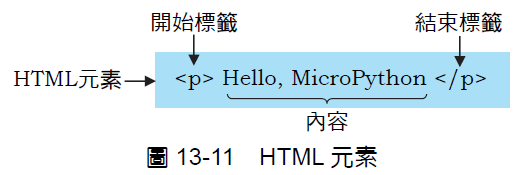 開始標籤 結束標籤
HTML元素 <p> Hello, MicroPython </p>
內容
圖 13-11 HTML 元素